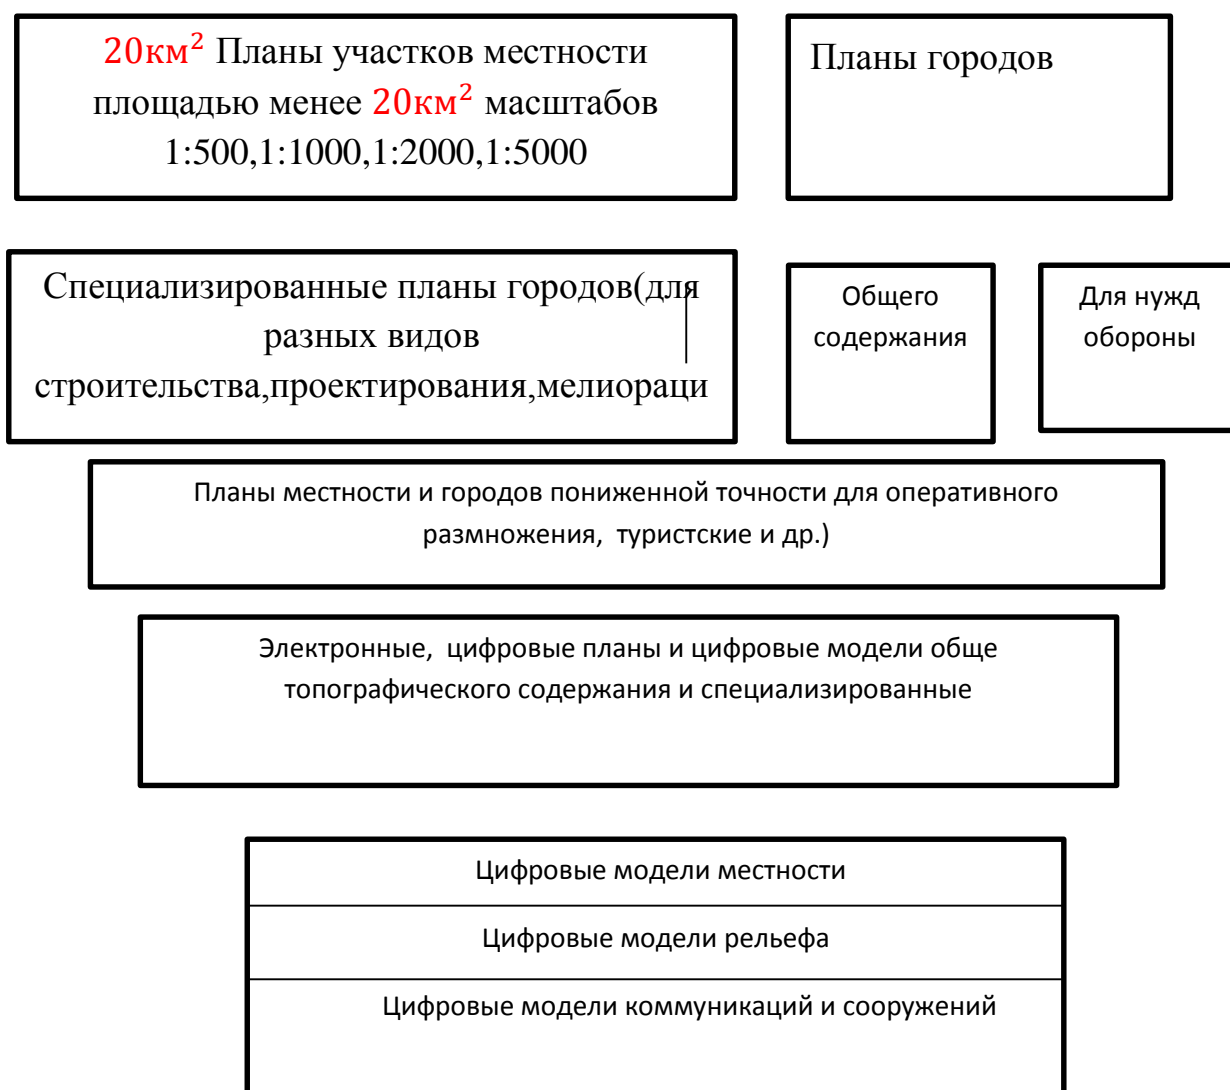 20км² Планы участков местности
площадью менее 20км² масштабов
1:500,1:1000,1:2000,1:5000
Планы городов
Специализированные планы городов(для
разных видов
строительства,проектирования,мелиораци
Общего
содержания
Для нужд
обороны
Планы местности и городов пониженной точности для оперативного
размножения, туристские и др.)
Электронные, цифровые планы и цифровые модели обще
топографического содержания и специализированные
Цифровые модели местности
Цифровые модели рельефа
Цифровые модели коммуникаций и сооружений